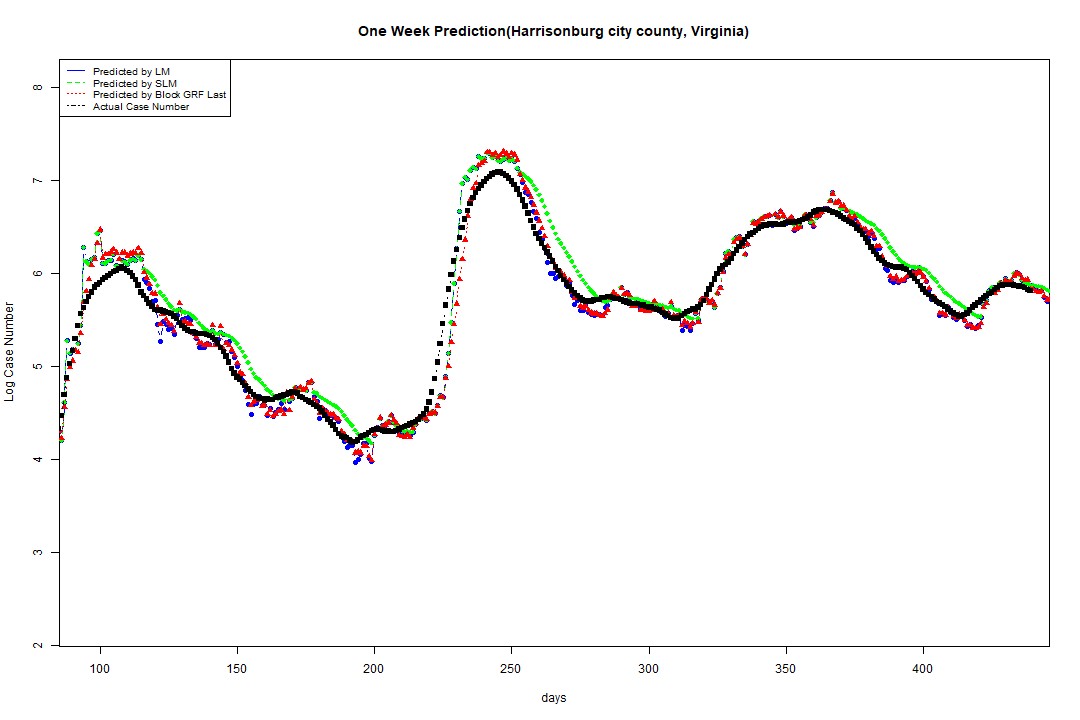 One Week Prediction(Harrisonburg city county, Virginia)
Predicted by LM
Predicted by SLM
Predicted by Block GRF Last
Actual Case Number
8
7
6
5
4
3
2
Log Case Number
100 150 200 250 300 350 400
days